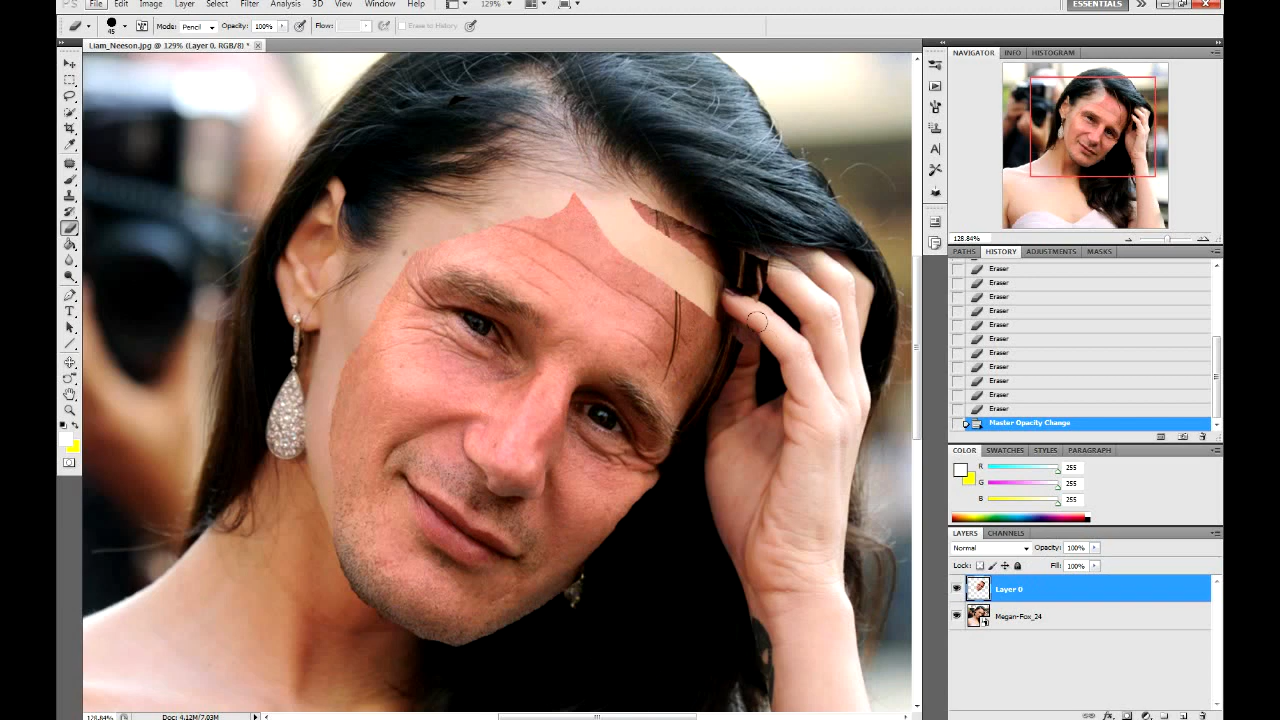 PS File Edit Image Layer Select Filter Analysis 3D View Window Help 129% ESSENTIALS
45 Mode: Pencil Opacity: 100% Flow: Erase to History
Liam_Neeson.jpg @ 129% (Layer 0, RGB/8) *
NAVIGATOR INFO HISTOGRAM
128.84%
PATHS HISTORY ADJUSTMENTS MASKS
Eraser
Eraser
Eraser
Eraser
Eraser
Eraser
Eraser
Eraser
Eraser
Eraser
Eraser
Master Opacity Change
COLOR SWATCHES STYLES PARAGRAPH
R 255
G 255
B 255
LAYERS CHANNELS
Normal Opacity: 100%
Lock: Fill: 100%
Layer 0
Megan-Fox_24
128.84% Doc: 4.12M/7.03M